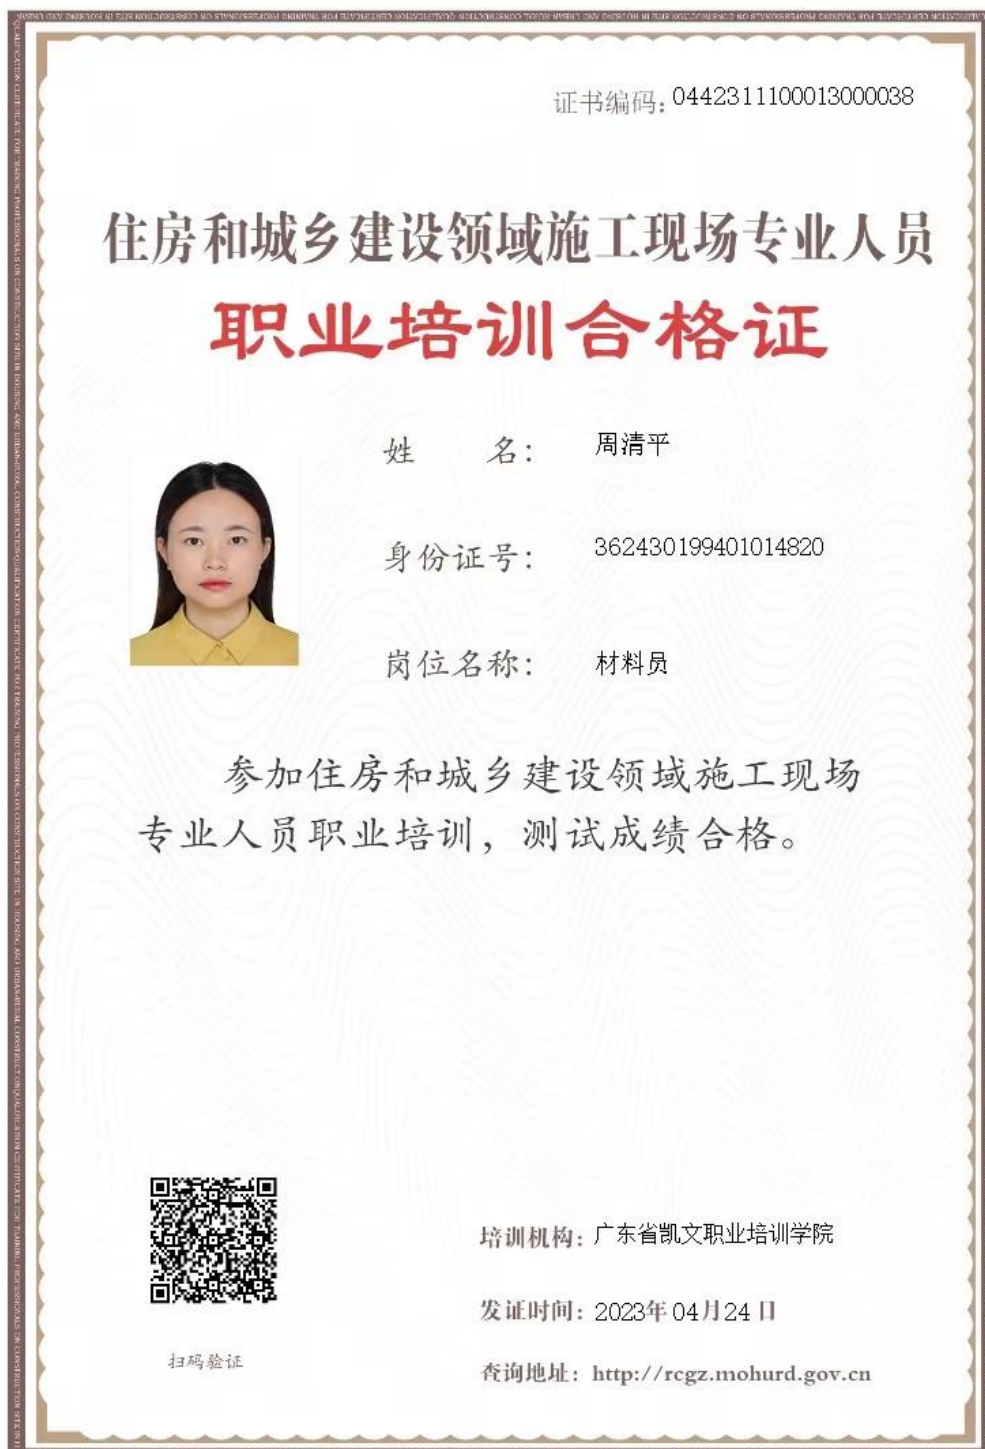 证书编码: 0442311100013000038
住房和城乡建设领域施工现场专业人员
职业培训合格证
姓 名: 周清平
身份证号: 362430199401014820
岗位名称: 材料员
参加住房和城乡建设领域施工现场
专业人员职业培训，测试成绩合格。
培训机构: 广东省凯文职业培训学院
发证时间: 2023年04月24日
扫码验证
查询地址: http://rcgz.mohurd.gov.cn